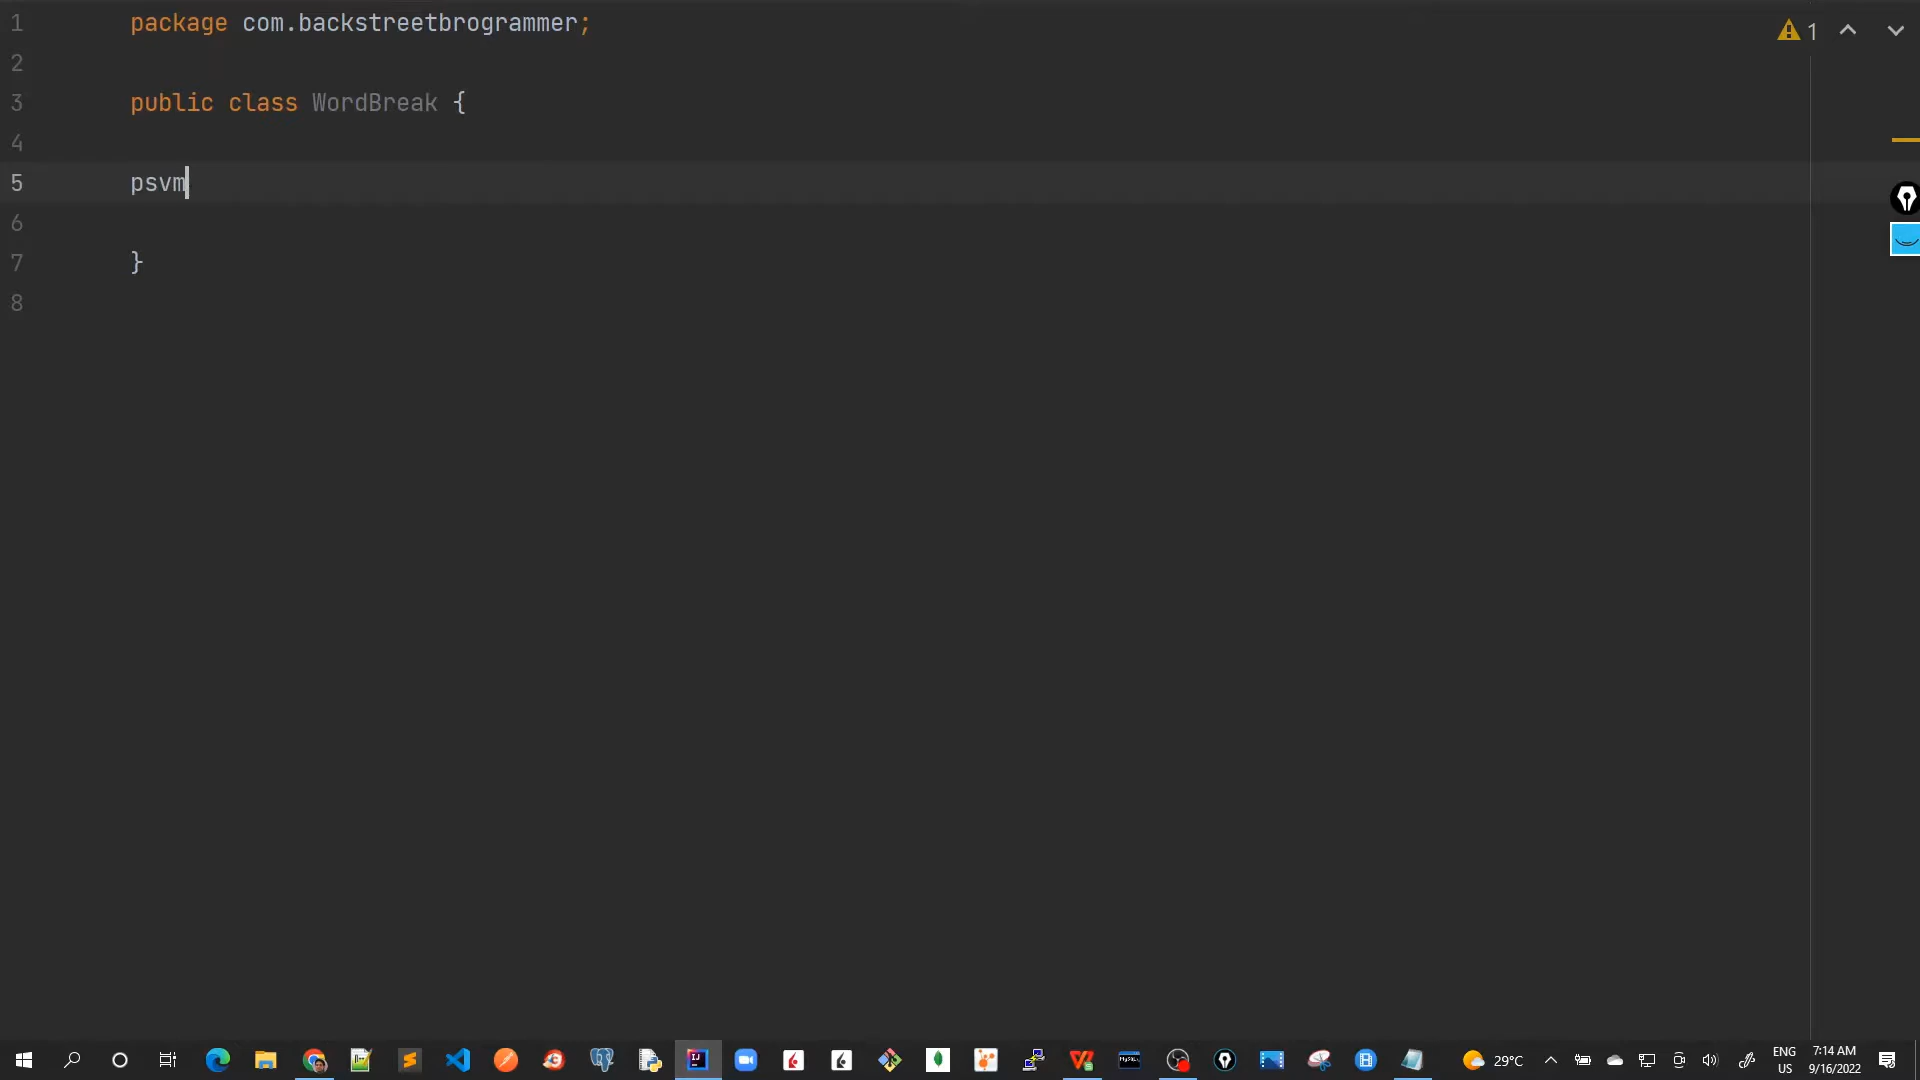 1 package com.backstreetbrogrammer;
2
3 public class WordBreak {
4
5 psvm
6
7 }
8
1
29°C
ENG
US
7:14 AM
9/16/2022